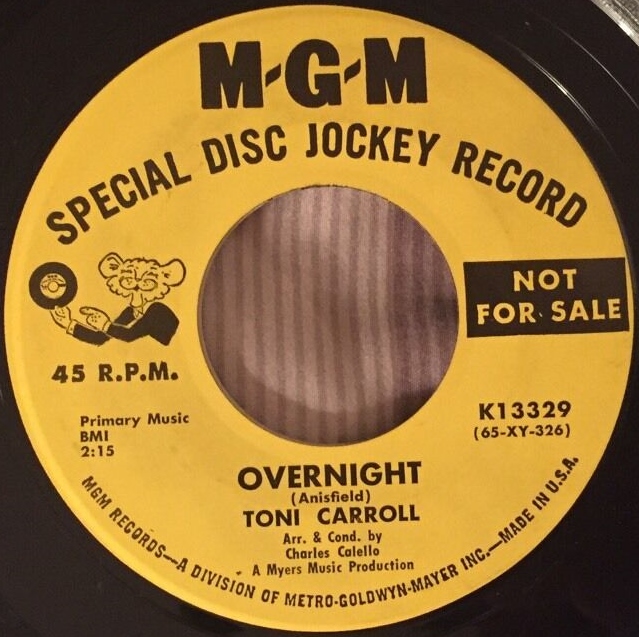 M-G-M
SPECIAL DISC JOCKEY RECORD
NOT
FOR SALE
45 R.P.M.
Primary Music
BMI
2:15
K13329
(65-XY-326)
OVERNIGHT
(Anisfield)
TONI CARROLL
Arr. & Cond. by
Charles Calello
A Myers Music Production
MGM RECORDS—A DIVISION OF METRO-GOLDWYN-MAYER INC.—MADE IN U.S.A.